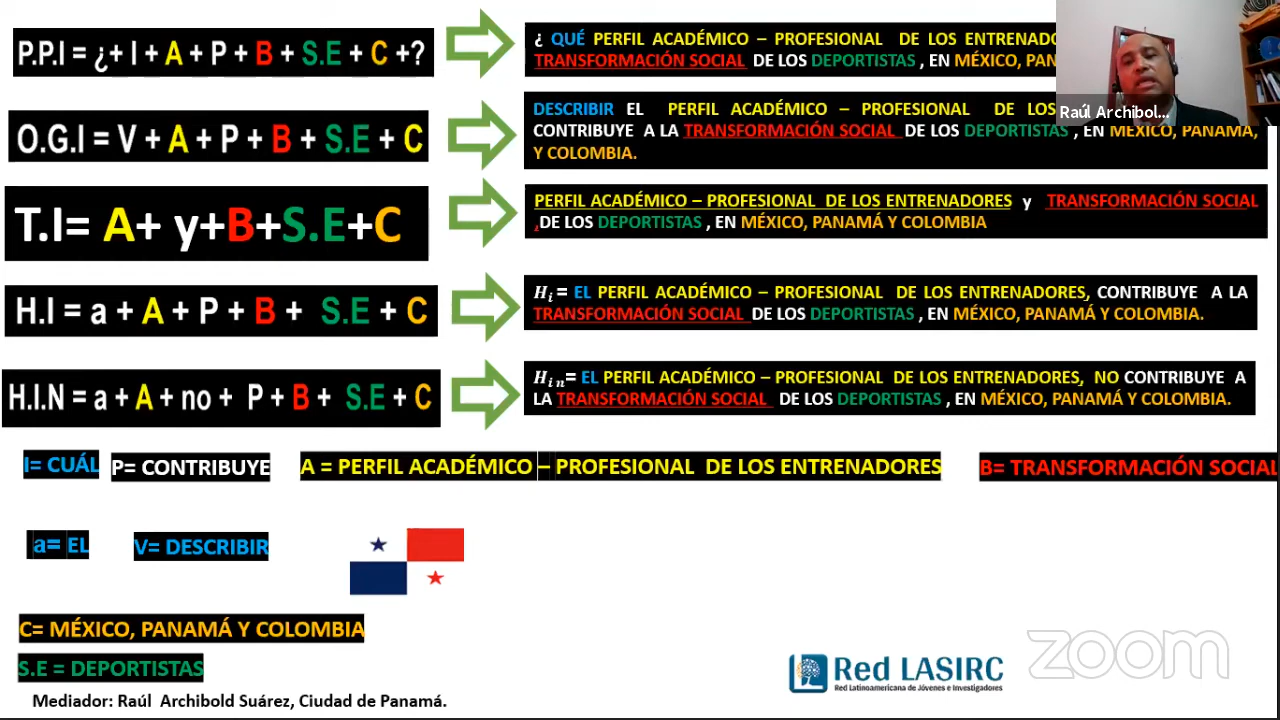 P.P.I = ¿+ I + A + P + B + S.E + C +?
¿ QUÉ PERFIL ACADÉMICO – PROFESIONAL DE LOS
TRANSFORMACIÓN SOCIAL DE LOS DEPORTISTAS , EN MÉXICO,
Raúl Archibol...
O.G.I = V + A + P + B + S.E + C
DESCRIBIR EL PERFIL ACADÉMICO – PROFESIONAL DE LOS
CONTRIBUYE A LA TRANSFORMACIÓN SOCIAL DE LOS DEPORTISTAS , EN MÉXICO, PANAMÁ,
Y COLOMBIA.
T.I= A+ y+B+S.E+C
PERFIL ACADÉMICO – PROFESIONAL DE LOS ENTRENADORES y TRANSFORMACIÓN SOCIAL
,DE LOS DEPORTISTAS , EN MÉXICO, PANAMÁ Y COLOMBIA
H.I = a + A + P + B + S.E + C
Hi = EL PERFIL ACADÉMICO – PROFESIONAL DE LOS ENTRENADORES, CONTRIBUYE A LA
TRANSFORMACIÓN SOCIAL DE LOS DEPORTISTAS , EN MÉXICO, PANAMÁ Y COLOMBIA.
H.I.N = a + A + no + P + B + S.E + C
Hin= EL PERFIL ACADÉMICO – PROFESIONAL DE LOS ENTRENADORES, NO CONTRIBUYE A
LA TRANSFORMACIÓN SOCIAL DE LOS DEPORTISTAS , EN MÉXICO, PANAMÁ Y COLOMBIA.
I= CUÁL P= CONTRIBUYE A = PERFIL ACADÉMICO – PROFESIONAL DE LOS ENTRENADORES B= TRANSFORMACIÓN SOCIAL
a= EL V= DESCRIBIR
C= MÉXICO, PANAMÁ Y COLOMBIA
S.E = DEPORTISTAS
Mediador: Raúl Archibold Suárez, Ciudad de Panamá.
Red LASIRC
Red Latinoamericana de Jóvenes e Investigadores
zoom